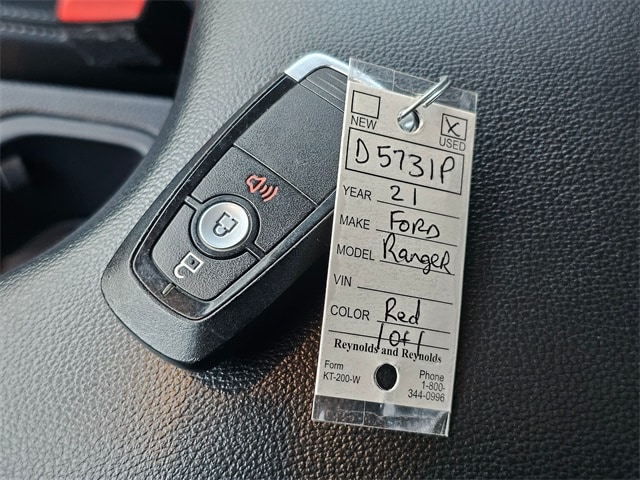 NEW
X
USED
D5731P
YEAR 21
MAKE FORD
MODEL Ranger
VIN
COLOR Red
1 of 1
Reynolds and Reynolds
Form
KT-200-W
Phone
1-800-
344-0996